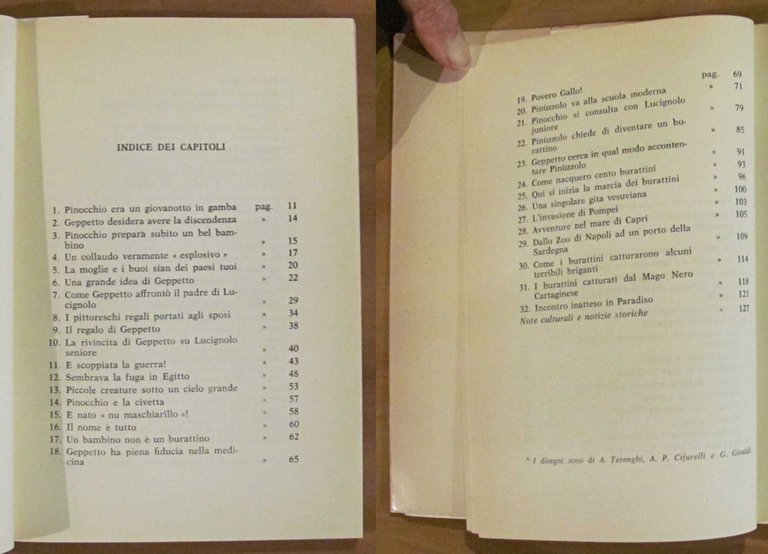 INDICE DEI CAPITOLI
1. Pinocchio era un giovanotto in gamba pag. 11
2. Geppetto desidera avere la discendenza » 14
3. Pinocchio prepara subito un bel bam-
bino » 15
4. Un collaudo veramente « esplosivo » » 17
5. La moglie e i buoi sian dei paesi tuoi » 20
6. Una grande idea di Geppetto » 22
7. Come Geppetto affrontò il padre di Lu-
cignolo » 29
8. I pittoreschi regali portati agli sposi » 34
9. Il regalo di Geppetto » 38
10. La rivincita di Geppetto su Lucignolo
seniore » 40
11. È scoppiata la guerra! » 43
12. Sembrava la fuga in Egitto » 48
13. Piccole creature sotto un cielo grande » 53
14. Pinocchio e la civetta » 57
15. È nato « nu maschiarillo »! » 58
16. Il nome è tutto » 60
17. Un bambino non è un burattino » 62
18. Geppetto ha piena fiducia nella medi-
cina » 65
19. Povero Gallo! pag. 69
20. Pinùzzolo va alla scuola moderna » 71
21. Pinocchio si consulta con Lucignolo
juniore » 79
22. Pinùzzolo chiede di diventare un bu-
rattino » 85
23. Geppetto cerca in qual modo acconten-
tare Pinùzzolo » 91
24. Come nacquero cento burattini » 93
25. Qui si inizia la marcia dei burattini » 96
26. Una singolare gita vesuviana » 100
27. L'invasione di Pompei » 103
28. Avventure nel mare di Capri » 105
29. Dallo Zoo di Napoli ad un porto della
Sardegna » 109
30. Come i burattini catturarono alcuni
terribili briganti » 114
31. I burattini catturati dal Mago Nero
Cartaginese » 118
32. Incontro inatteso in Paradiso » 121
Note culturali e notizie storiche » 127
* I disegni sono di A. Terenghi, A. P. Cifarelli e G. Giraldi.